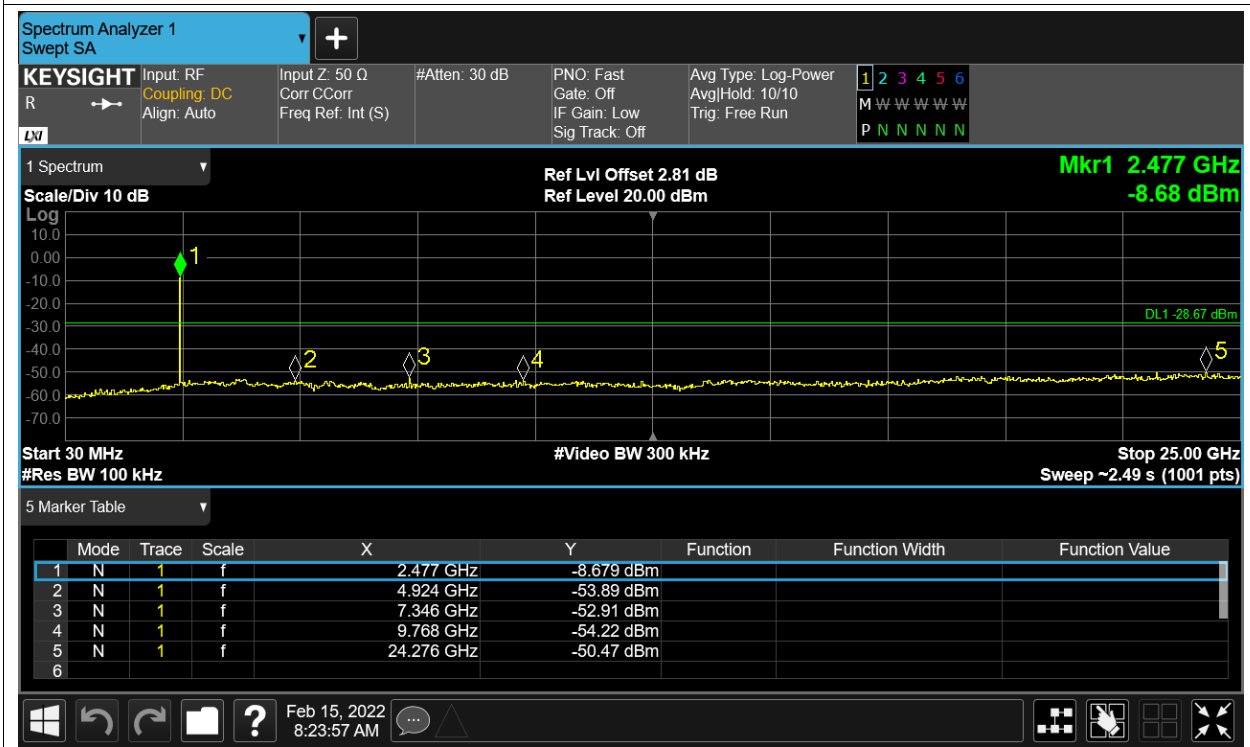 Spectrum Analyzer 1
Swept SA
KEYSIGHT
R
LXI
Input: RF
Coupling: DC
Align: Auto
Input Z: 50 Ω
Corr CCorr
Freq Ref: Int (S)
#Atten: 30 dB
PNO: Fast
Gate: Off
IF Gain: Low
Sig Track: Off
Avg Type: Log-Power
Avg|Hold: 10/10
Trig: Free Run
1 2 3 4 5 6
M W W W W W
P N N N N N
1 Spectrum
Scale/Div 10 dB
Ref Lvl Offset 2.81 dB
Ref Level 20.00 dBm
Mkr1 2.477 GHz
-8.68 dBm
Log
10.0
0.00
-10.0
-20.0
-30.0
-40.0
-50.0
-60.0
-70.0
1
DL1 -28.67 dBm
2
3
4
5
Start 30 MHz
#Video BW 300 kHz
Stop 25.00 GHz
#Res BW 100 kHz
Sweep ~2.49 s (1001 pts)
5 Marker Table
Mode Trace Scale X Y Function Function Width Function Value
1 N 1 f 2.477 GHz -8.679 dBm
2 N 1 f 4.924 GHz -53.89 dBm
3 N 1 f 7.346 GHz -52.91 dBm
4 N 1 f 9.768 GHz -54.22 dBm
5 N 1 f 24.276 GHz -50.47 dBm
6
?
Feb 15, 2022
8:23:57 AM